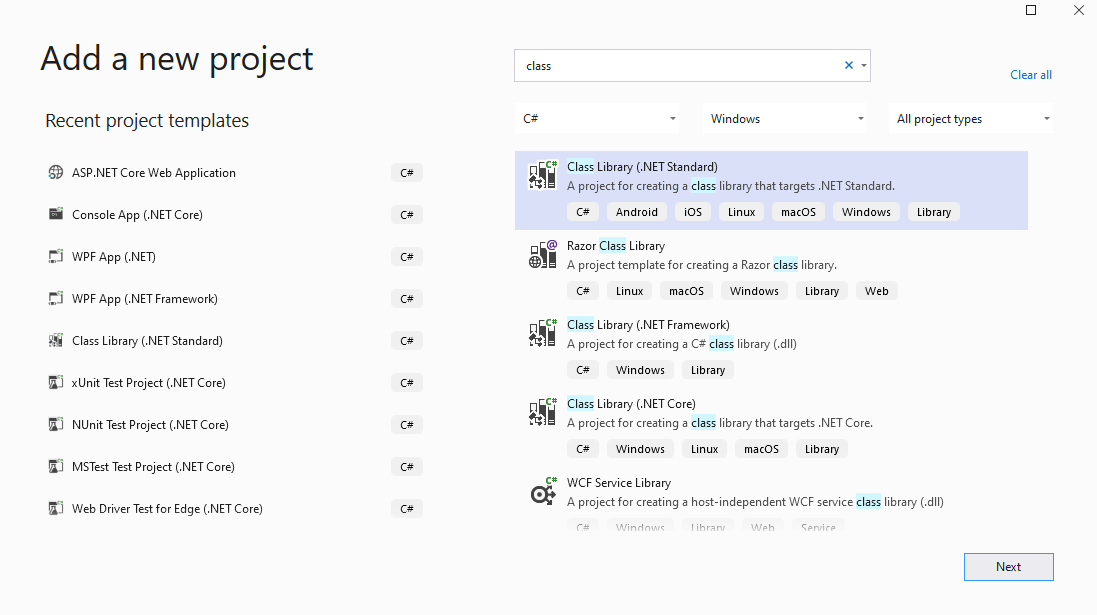 Add a new project
class
Clear all
C#
Windows
All project types
Recent project templates
ASP.NET Core Web Application C#
Console App (.NET Core) C#
WPF App (.NET) C#
WPF App (.NET Framework) C#
Class Library (.NET Standard) C#
xUnit Test Project (.NET Core) C#
NUnit Test Project (.NET Core) C#
MSTest Test Project (.NET Core) C#
Web Driver Test for Edge (.NET Core) C#
Class Library (.NET Standard)
A project for creating a class library that targets .NET Standard.
C# Android iOS Linux macOS Windows Library
Razor Class Library
A project template for creating a Razor class library.
C# Linux macOS Windows Library Web
Class Library (.NET Framework)
A project for creating a C# class library (.dll)
C# Windows Library
Class Library (.NET Core)
A project for creating a class library that targets .NET Core.
C# Windows Linux macOS Library
WCF Service Library
A project for creating a host-independent WCF service class library (.dll)
C# Windows Library Web Service
Next